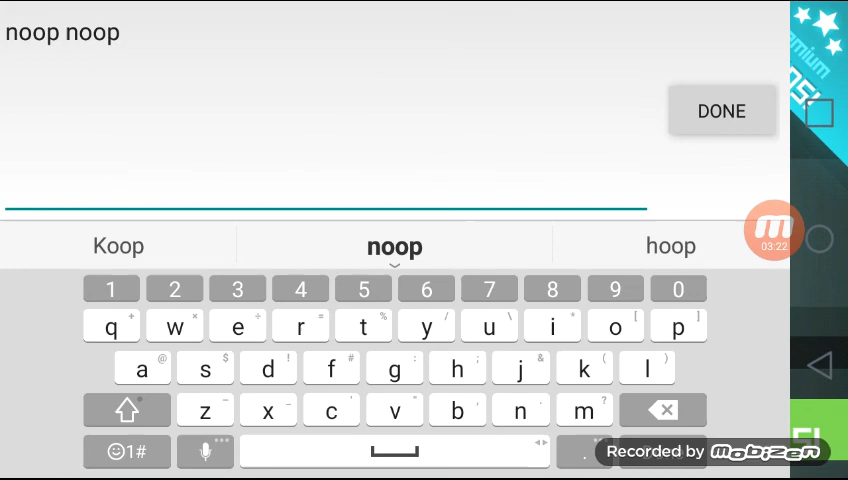 noop noop
DONE
mium
M
03:22
Koop noop hoop
1 2 3 4 5 6 7 8 9 0
q + w × e ÷ r = t % y / u \ i * o [ p ]
a @ s $ d ! f # g : h ; j & k ( l )
z x _ c ' v " b , n . m ?
1# .
Recorded by Mobizen